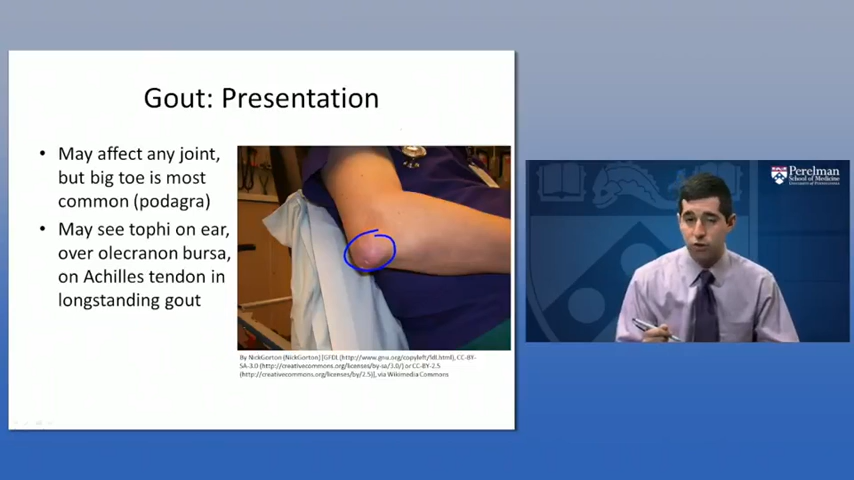 Gout: Presentation
• May affect any joint,
but big toe is most
common (podagra)
• May see tophi on ear,
over olecranon bursa,
on Achilles tendon in
longstanding gout
By NickGorton (NickGorton) [GFDL (http://www.gnu.org/copyleft/fdl.html), CC-BY-
SA-3.0 (http://creativecommons.org/licenses/by-sa/3.0/) or CC-BY-2.5
(http://creativecommons.org/licenses/by/2.5)], via Wikimedia Commons
Perelman
School of Medicine
University of Pennsylvania